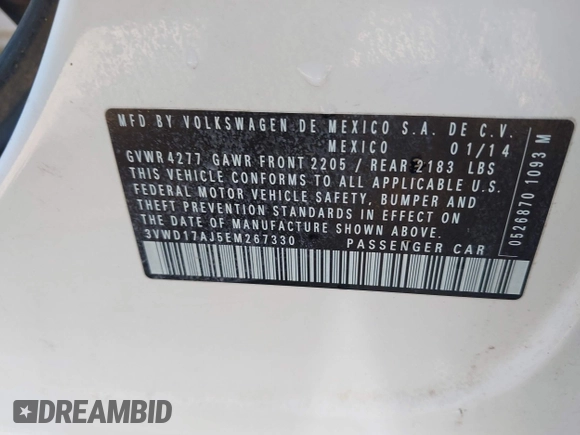 MFD BY VOLKSWAGEN DE MEXICO S.A. DE C.V.
MEXICO 01/14
GVWR 4277 GAWR FRONT 2205 / REAR 2183 LBS
THIS VEHICLE CONFORMS TO ALL APPLICABLE U.S.
FEDERAL MOTOR VEHICLE SAFETY, BUMPER AND
THEFT PREVENTION STANDARDS IN EFFECT ON
THE DATE OF MANUFACTURE SHOWN ABOVE.
3VWD17AJ5EM267330 PASSENGER CAR
0526870 1093 M
DREAMBID